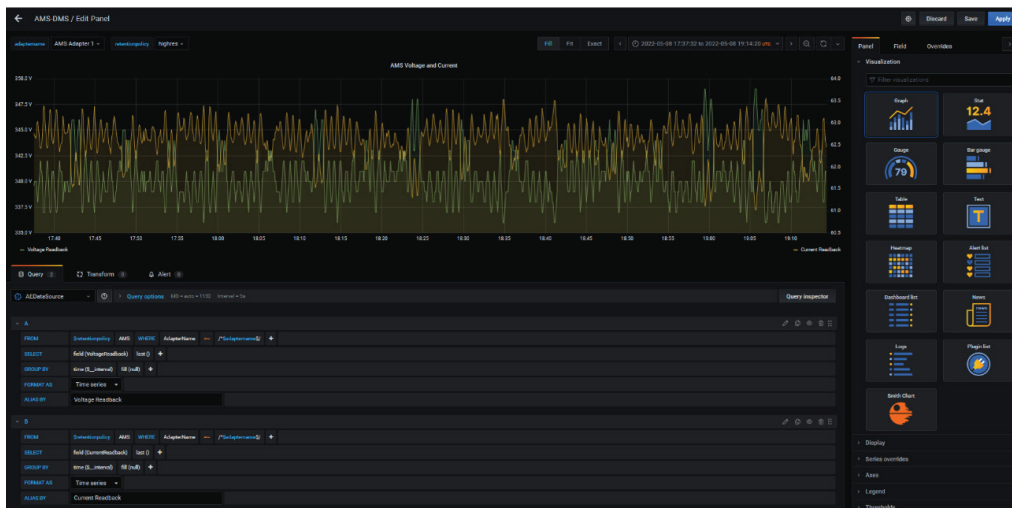 AMS-DMS / Edit Panel
Discard Save Apply
adaptername AMS Adapter 1 retentionpolicy highres
Fill Fit Exact 2022-05-08 17:37:32 to 2022-05-08 19:14:35 UTC
Panel Field Overrides
Visualization
Filter visualizations
AMS Voltage and Current
350.0 V
347.5 V
345.0 V
342.5 V
340.0 V
337.5 V
335.0 V
64.0
63.5
63.0
62.5
62.0
61.5
61.0
60.5
17:40 17:45 17:50 17:55 18:00 18:05 18:10 18:15 18:20 18:25 18:30 18:35 18:40 18:45 18:50 18:55 19:00 19:05 19:10
Voltage Readback
Current Readback
Graph
Stat
12.4
Gauge
79
Bar gauge
Table
Text
T
Heatmap
Alert list
Dashboard list
News
Logs
Plugin list
Smith Chart
Display
Series overrides
Axes
Legend
Thresholds
Query 2 Transform 0 Alert 0
AEDataSource
Query options MD = auto = 1132 Interval = 5s
Query inspector
A
FROM $retentionpolicy AMS WHERE AdapterName =~ /^$adaptername$/ +
SELECT field (VoltageReadback) last () +
GROUP BY time ($__interval) fill (null) +
FORMAT AS Time series
ALIAS BY Voltage Readback
B
FROM $retentionpolicy AMS WHERE AdapterName =~ /^$adaptername$/ +
SELECT field (CurrentReadback) last () +
GROUP BY time ($__interval) fill (null) +
FORMAT AS Time series
ALIAS BY Current Readback